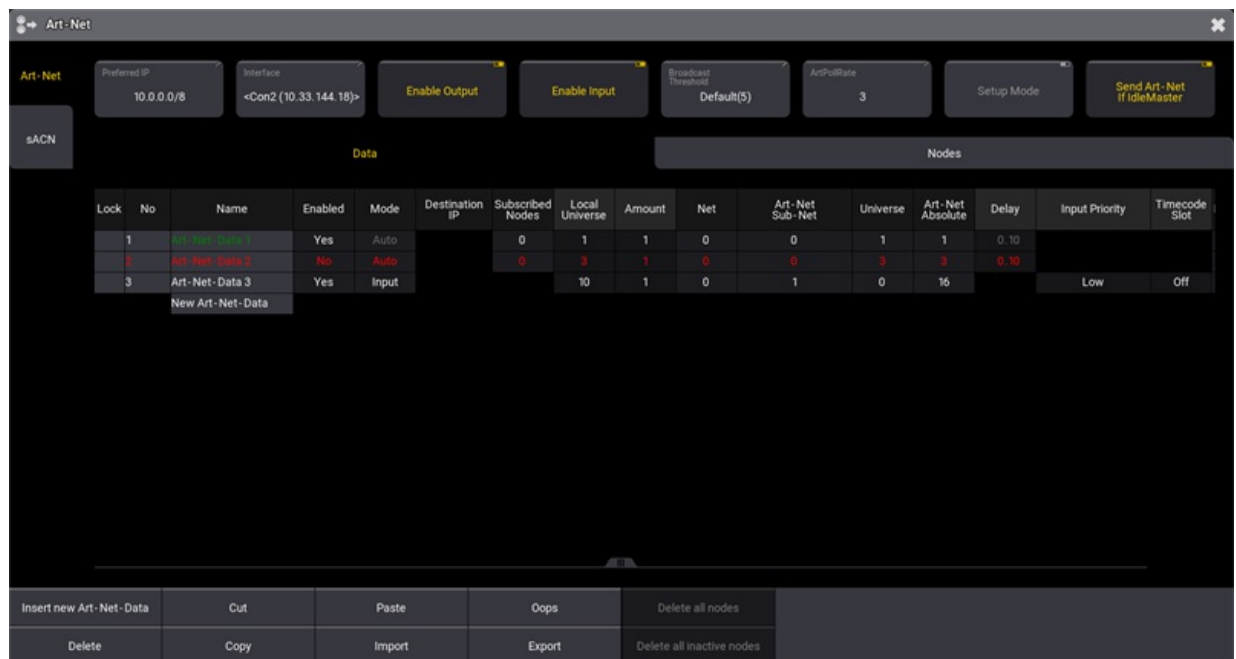 Art-Net
Art-Net
sACN
Preferred IP
10.0.0.0/8
Interface
<Con2 (10.33.144.18)>
Enable Output
Enable Input
Broadcast
Threshold
Default(5)
ArtPollRate
3
Setup Mode
Send Art-Net
If IdleMaster
Data
Nodes
Lock No Name Enabled Mode Destination IP Subscribed Nodes Local Universe Amount Net Art-Net Sub-Net Universe Art-Net Absolute Delay Input Priority Timecode Slot
1 Art-Net-Data 1 Yes Auto 0 1 1 0 0 1 1 0.10
2 Art-Net-Data 2 No Auto 0 3 1 0 0 3 3 0.10
3 Art-Net-Data 3 Yes Input 10 1 0 1 0 16 Low Off
New Art-Net-Data
Insert new Art-Net-Data Cut Paste Oops Delete all nodes
Delete Copy Import Export Delete all inactive nodes